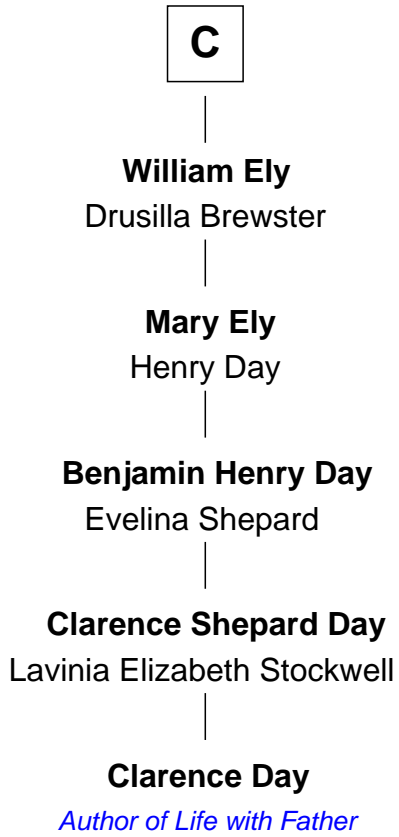 C
William Ely
Drusilla Brewster
Mary Ely
Henry Day
Benjamin Henry Day
Evelina Shepard
Clarence Shepard Day
Lavinia Elizabeth Stockwell
Clarence Day
Author of Life with Father